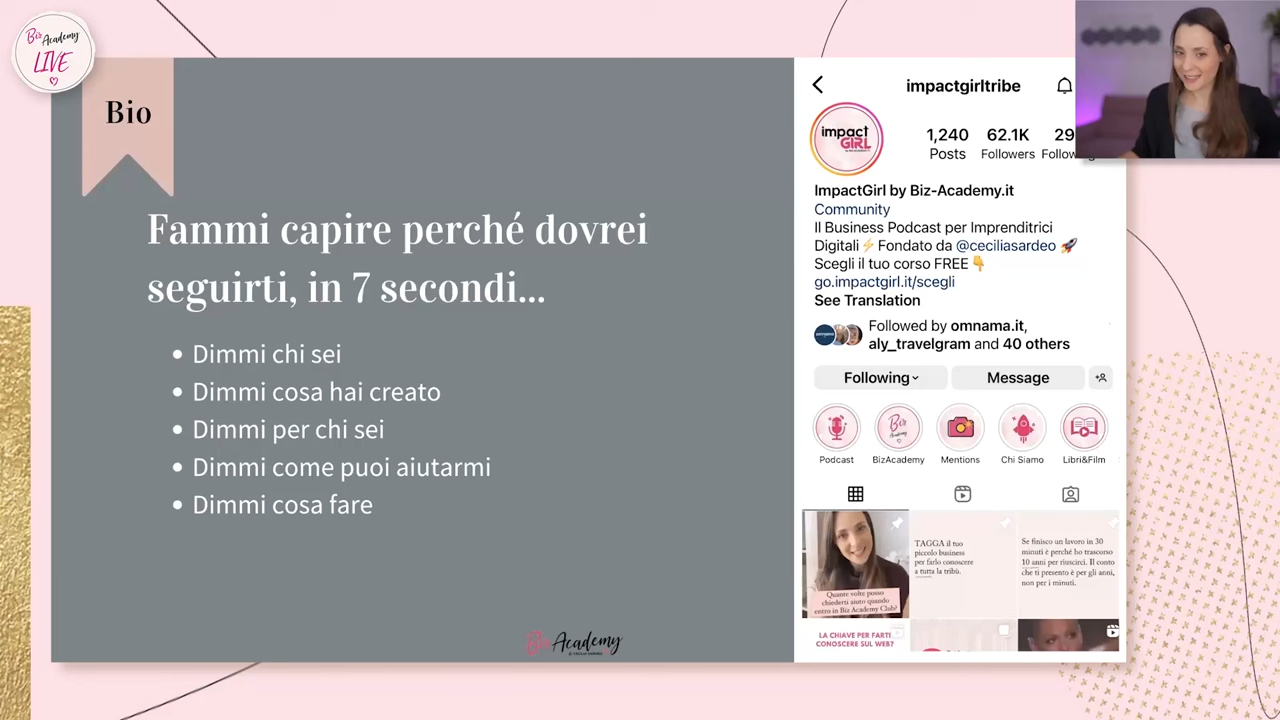 Biz Academy
LIVE
Bio
Fammi capire perché dovrei
seguirti, in 7 secondi...
• Dimmi chi sei
• Dimmi cosa hai creato
• Dimmi per chi sei
• Dimmi come puoi aiutarmi
• Dimmi cosa fare
Biz Academy
impactgirltribe
impact
GIRL
1,240
62.1K
29
Posts
Followers
ImpactGirl by Biz-Academy.it
Community
Il Business Podcast per Imprenditrici
Digitali⚡Fondato da @ceciliasardeo 🚀
Scegli il tuo corso FREE👇
go.impactgirl.it/scegli
See Translation
Followed by omnama.it,
aly_travelgram and 40 others
Following
Message
Biz
Academy
Podcast
BizAcademy
Mentions
Chi Siamo
Libri&Film
Quante volte posso
chiederti aiuto quando
entro in Biz Academy Club?
TAGGA il tuo
piccolo business
per farlo conoscere
a tutta la tribù.
Se finisco un lavoro in 30
minuti è perché ho trascorso
10 anni per riuscirci. Il conto
che ti presento è per gli anni,
non per i minuti.
LA CHIAVE PER FARTI
CONOSCERE SUL WEB?